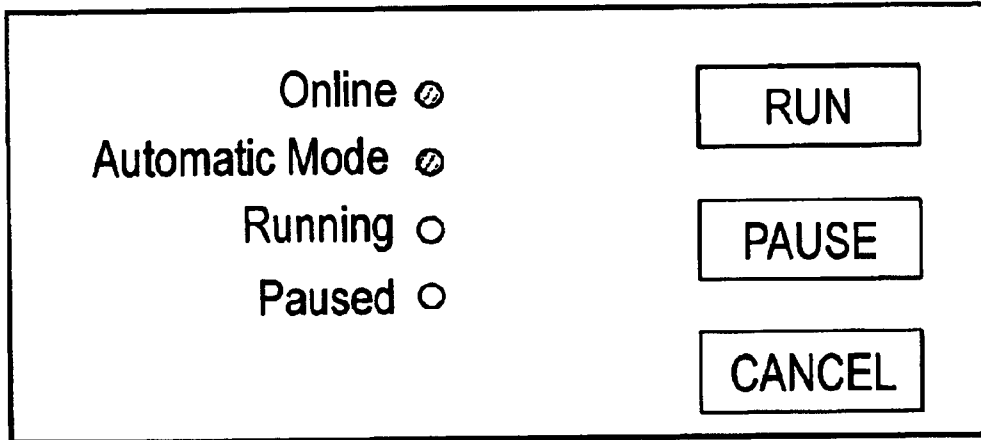 Online
Automatic Mode
Running
Paused
RUN
PAUSE
CANCEL